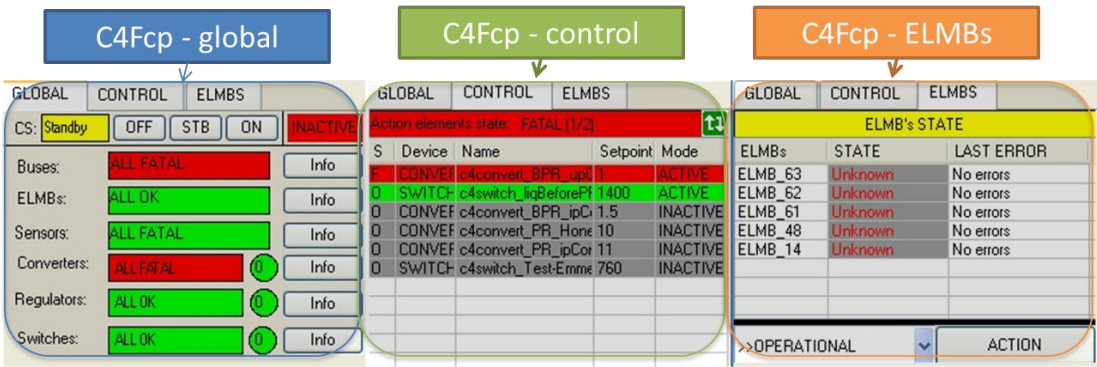 C4Fcp - global
C4Fcp - control
C4Fcp - ELMBs
GLOBAL CONTROL ELMBS
CS: Standby OFF STB ON INACTIVE
Buses: ALL FATAL Info
ELMBs: ALL OK Info
Sensors: ALL FATAL Info
Converters: ALL FATAL 0 Info
Regulators: ALL OK 0 Info
Switches: ALL OK 0 Info
GLOBAL CONTROL ELMBS
Action elements state: FATAL (1/2)
S Device Name Setpoint Mode
F CONVEF c4convert_BPR_upC 1 ACTIVE
O SWITCH c4switch_liqBeforePF 1400 ACTIVE
O CONVEF c4convert_BPR_ipCo 1.5 INACTIVE
O CONVEF c4convert_PR_Hone 10 INACTIVE
O CONVEF c4convert_PR_ipCor 11 INACTIVE
O SWITCH c4switch_Test-Emme 760 INACTIVE
GLOBAL CONTROL ELMBS
ELMB's STATE
ELMBs STATE LAST ERROR
ELMB_63 Unknown No errors
ELMB_62 Unknown No errors
ELMB_61 Unknown No errors
ELMB_48 Unknown No errors
ELMB_14 Unknown No errors
>>OPERATIONAL ACTION